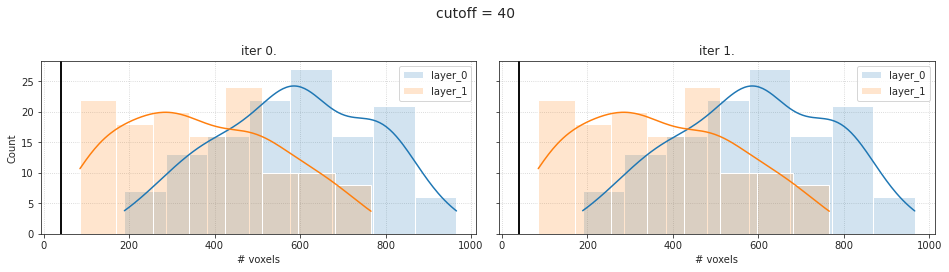 cutoff = 40
iter 0.
iter 1.
layer_0
layer_1
layer_0
layer_1
Count
25
20
15
10
5
0
0 200 400 600 800 1000
0 200 400 600 800 1000
# voxels
# voxels